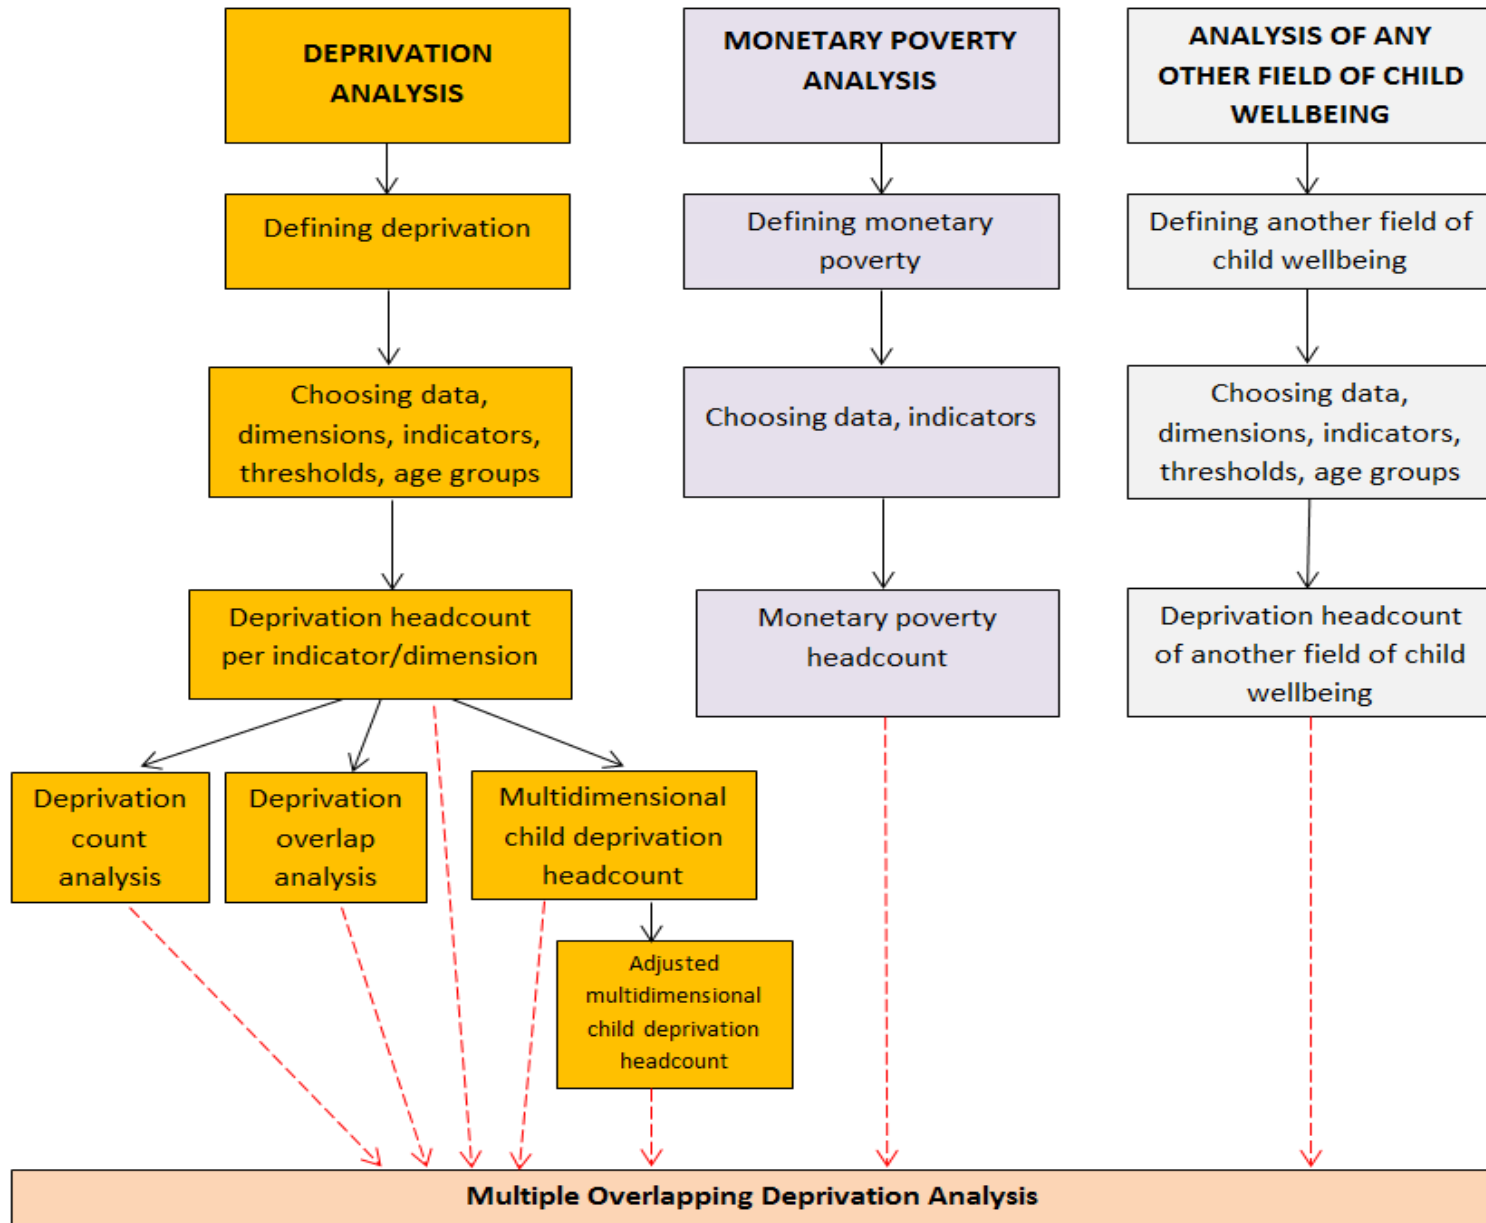 DEPRIVATION
ANALYSIS
MONETARY POVERTY
ANALYSIS
ANALYSIS OF ANY
OTHER FIELD OF CHILD
WELLBEING
Defining deprivation
Defining monetary
poverty
Defining another field of
child wellbeing
Choosing data,
dimensions, indicators,
thresholds, age groups
Choosing data, indicators
Choosing data,
dimensions, indicators,
thresholds, age groups
Deprivation headcount
per indicator/dimension
Monetary poverty
headcount
Deprivation headcount
of another field of child
wellbeing
Deprivation
count
analysis
Deprivation
overlap
analysis
Multidimensional
child deprivation
headcount
Adjusted
multidimensional
child deprivation
headcount
Multiple Overlapping Deprivation Analysis